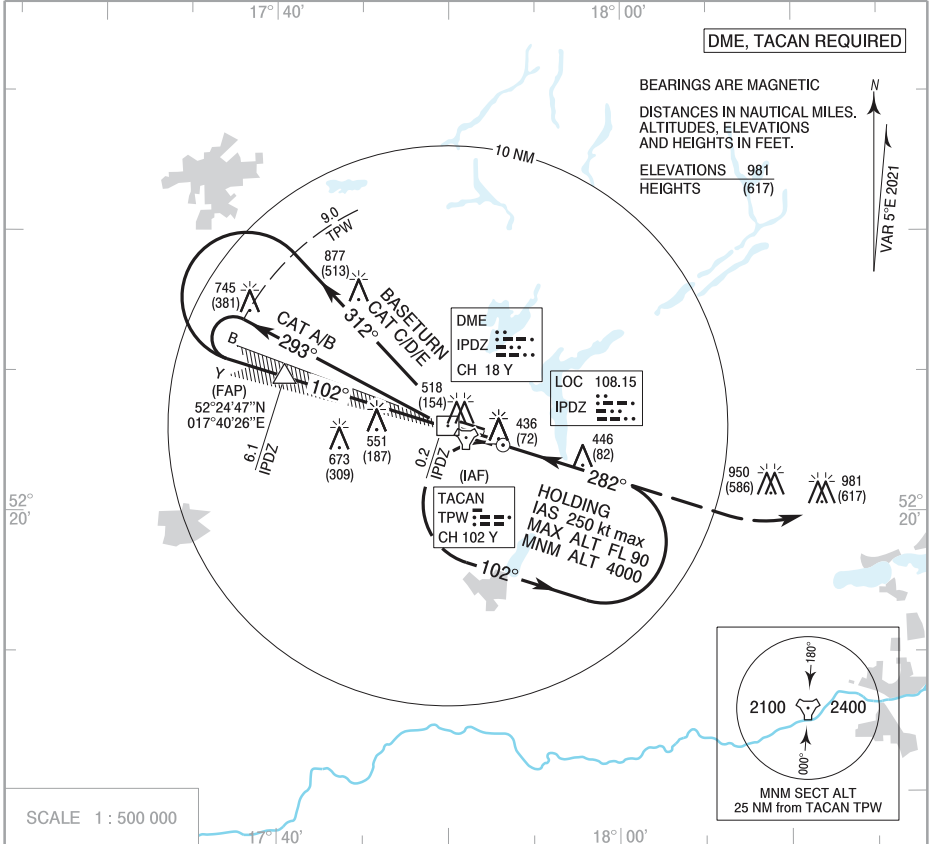 17° 40'
18° 00'
DME, TACAN REQUIRED
BEARINGS ARE MAGNETIC
DISTANCES IN NAUTICAL MILES.
ALTITUDES, ELEVATIONS
AND HEIGHTS IN FEET.
ELEVATIONS 981
HEIGHTS (617)
N
VAR 5°E 2021
10 NM
9.0
TPW
877
(513)
745
(381)
BASETURN
CAT C/D/E
312°
CAT A/B
293°
B
Y
(FAP)
52°24'47"N
017°40'26"E
102°
6.1
IPDZ
DME
IPDZ
CH 18 Y
518
(154)
LOC 108.15
IPDZ
436
(72)
551
(187)
673
(309)
446
(82)
0.2
IPDZ
(IAF)
TACAN
TPW
CH 102 Y
282°
HOLDING
IAS 250 kt max
MAX ALT FL 90
MNM ALT 4000
102°
950
(586)
981
(617)
52°
20'
52°
20'
180°
2100
2400
000°
MNM SECT ALT
25 NM from TACAN TPW
SCALE 1 : 500 000
17° 40'
18° 00'